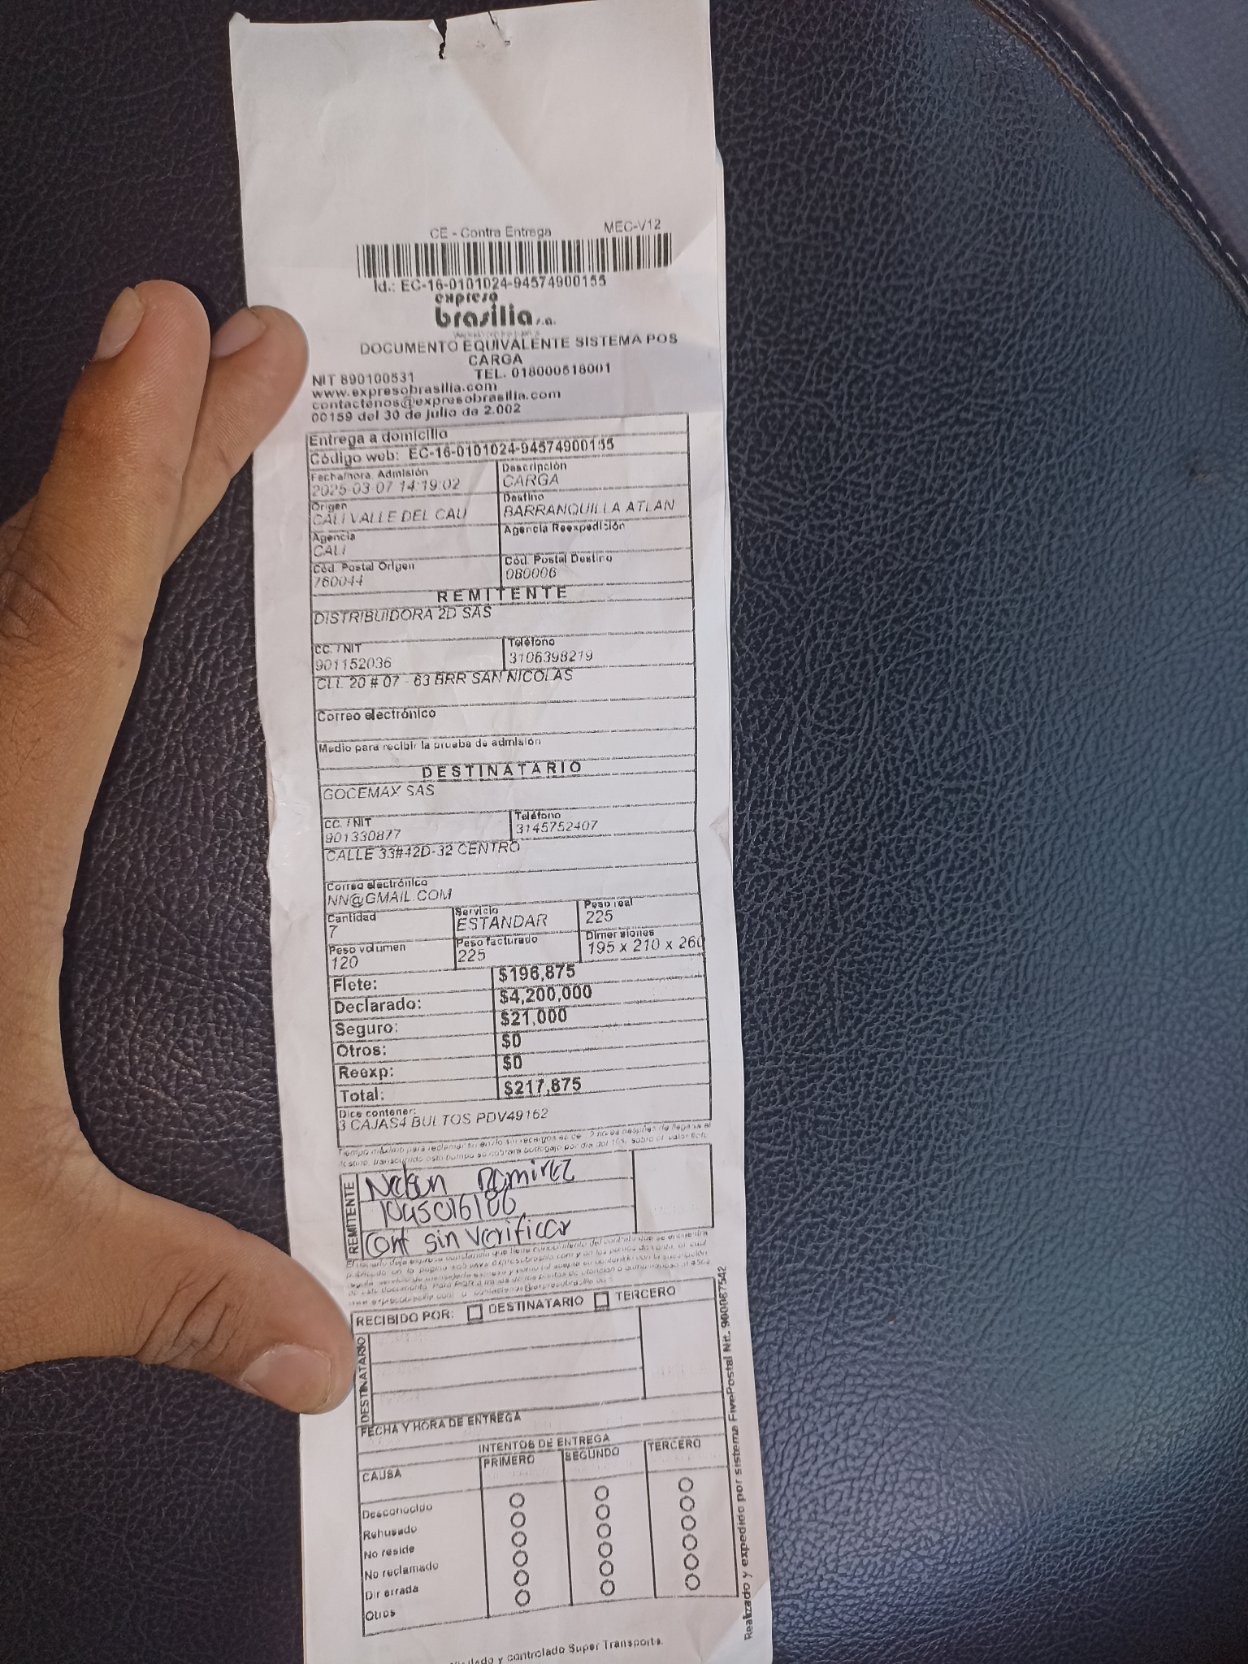 CE - Contra Entrega MEC-V12
Id.: EC-16-0101024-94574900155
expreso
brasilia s.a.
DOCUMENTO EQUIVALENTE SISTEMA POS
CARGA
NIT 890100531 TEL. 018000518001
www.expresobrasilia.com
contactenos@expresobrasilia.com
00159 del 30 de julio de 2.002
Entrega a domicilio
Código web: EC-16-0101024-94574900155
Fecha/hora. Admisión Descripción
2025-03-07 14:19:02 CARGA
Origen Destino
CALI VALLE DEL CAU BARRANQUILLA ATLAN
Agencia Agencia Reexpedición
CALI
Cód. Postal Origen Cód. Postal Destino
760044 080006
REMITENTE
DISTRIBUIDORA 2D SAS
CC. / NIT Teléfono
901152036 3106398219
CLL 20 # 07 - 63 BRR SAN NICOLAS
Correo electrónico
Medio para recibir la prueba de admisión
DESTINATARIO
GOCEMAX SAS
CC. / NIT Teléfono
901330877 3145752407
CALLE 33#42D-32 CENTRO
Correo electrónico
NN@GMAIL.COM
Cantidad Servicio Peso real
7 ESTANDAR 225
Peso volumen Peso facturado Dimensiones
120 225 195 x 210 x 260
Flete: $196,875
Declarado: $4,200,000
Seguro: $21,000
Otros: $0
Reexp: $0
Total: $217,875
Dice contener:
3 CAJAS4 BULTOS PDV49162
REMITENTE
Nelson Ramirez
1045016186
Cont sin verificar
RECIBIDO POR: DESTINATARIO TERCERO
DESTINATARIO
FECHA Y HORA DE ENTREGA
INTENTOS DE ENTREGA
CAUSA PRIMERO SEGUNDO TERCERO
Desconocido
Rehusado
No reside
No reclamado
Dir errada
Otros
y controlado Super Transporte.
Realizado y expedido por sistema FivePostal Nit. 900087542